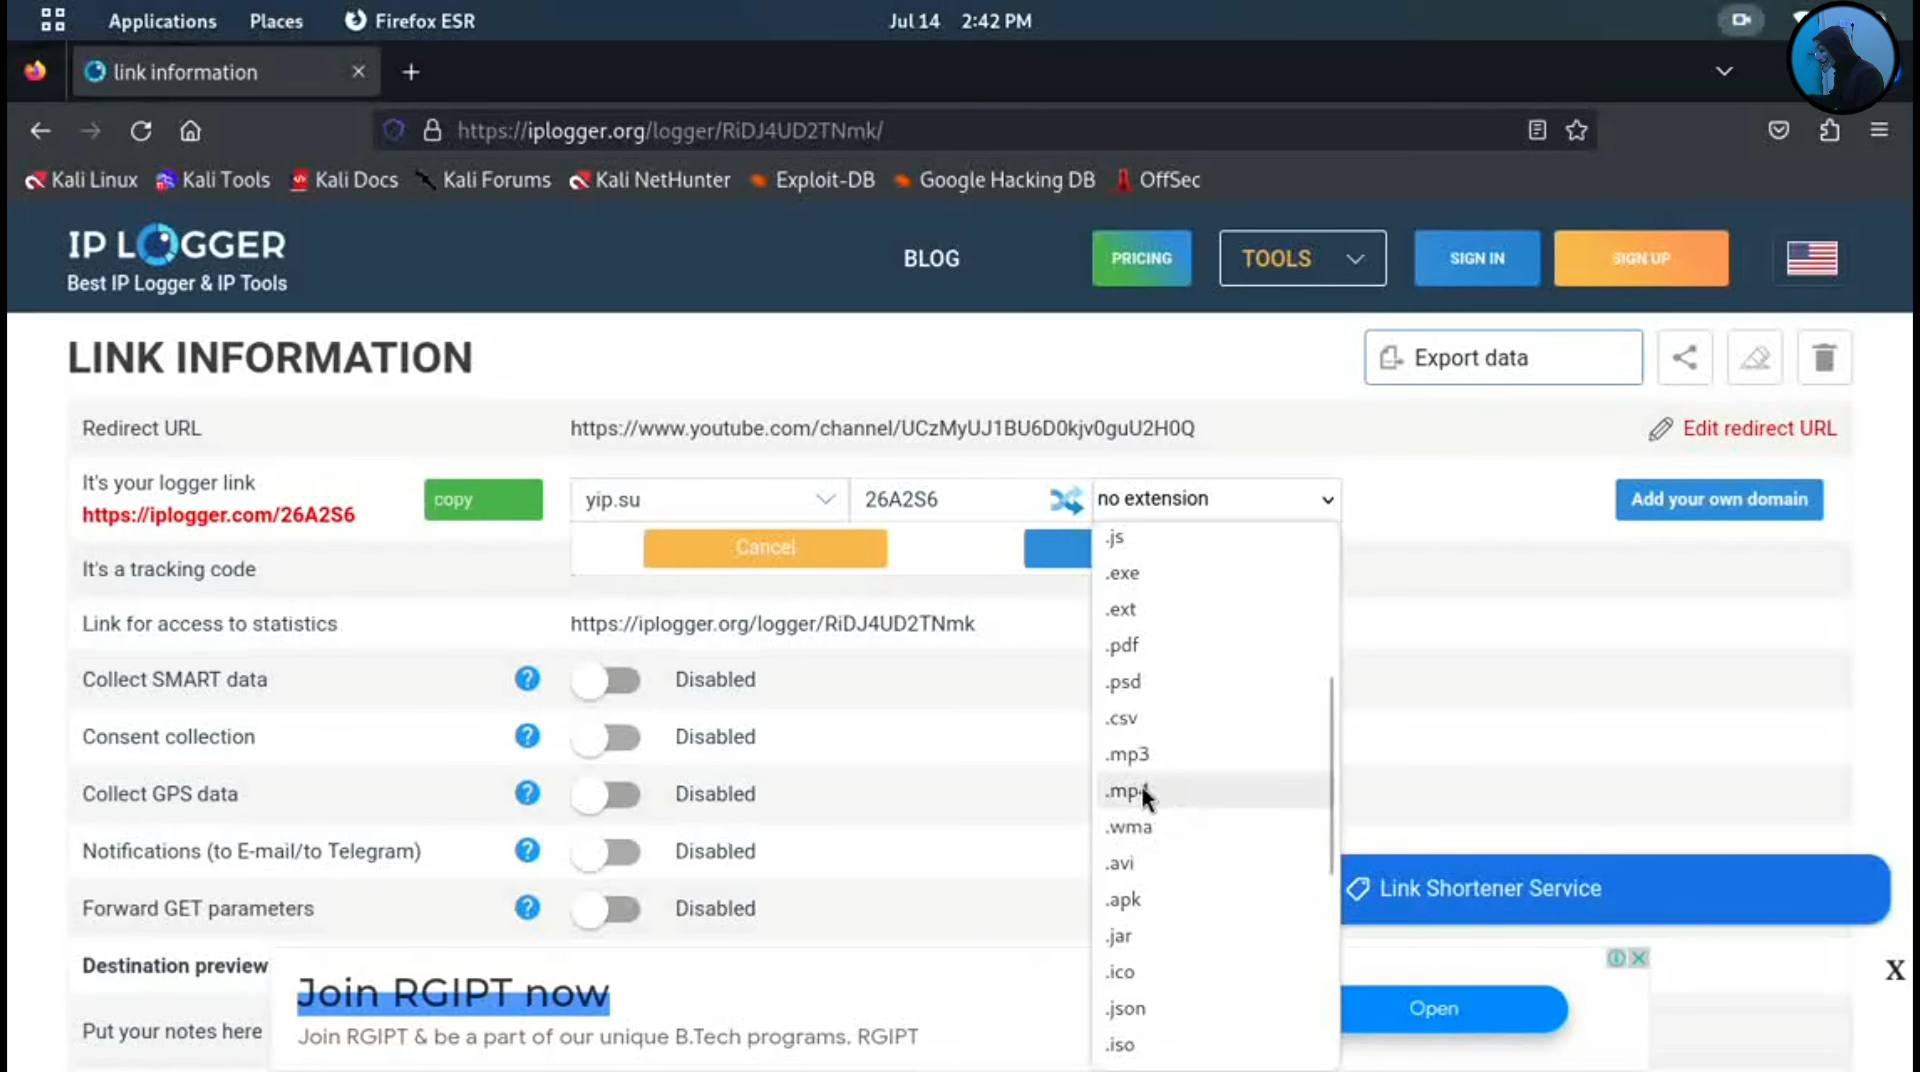 Applications Places Firefox ESR Jul 14 2:42 PM
link information
https://iplogger.org/logger/RiDJ4UD2TNmk/
Kali Linux Kali Tools Kali Docs Kali Forums Kali NetHunter Exploit-DB Google Hacking DB OffSec
IP LOGGER
Best IP Logger & IP Tools
BLOG PRICING TOOLS SIGN IN SIGN UP
LINK INFORMATION
Export data
Redirect URL https://www.youtube.com/channel/UCzMyUJ1BU6D0kjv0guU2H0Q Edit redirect URL
It's your logger link
https://iplogger.com/26A2S6
copy yip.su 26A2S6 no extension Add your own domain
Cancel
.js
It's a tracking code
.exe
.ext
Link for access to statistics https://iplogger.org/logger/RiDJ4UD2TNmk
.pdf
Collect SMART data ? Disabled
.psd
.csv
Consent collection ? Disabled
.mp3
Collect GPS data ? Disabled
.mp4
.wma
Notifications (to E-mail/to Telegram) ? Disabled
.avi
Link Shortener Service
.apk
Forward GET parameters ? Disabled
.jar
Destination preview
.ico
X
Join RGIPT now
.json
Open
Put your notes here
Join RGIPT & be a part of our unique B.Tech programs. RGIPT
.iso